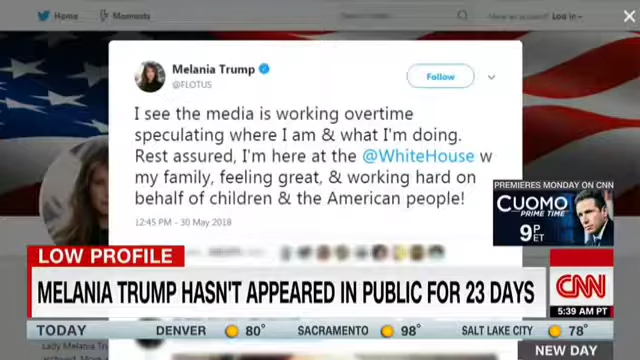 Home
Moments
Log in
Melania Trump
@FLOTUS
Follow
I see the media is working overtime
speculating where I am & what I'm doing.
Rest assured, I'm here at the @WhiteHouse w
my family, feeling great, & working hard on
behalf of children & the American people!
12:45 PM - 30 May 2018
PREMIERES MONDAY ON CNN
CUOMO
PRIME TIME
9P ET
LOW PROFILE
MELANIA TRUMP HASN'T APPEARED IN PUBLIC FOR 23 DAYS
CNN
5:39 AM PT
TODAY DENVER 80° SACRAMENTO 98° SALT LAKE CITY 78°
Lady Melania
NEW DAY